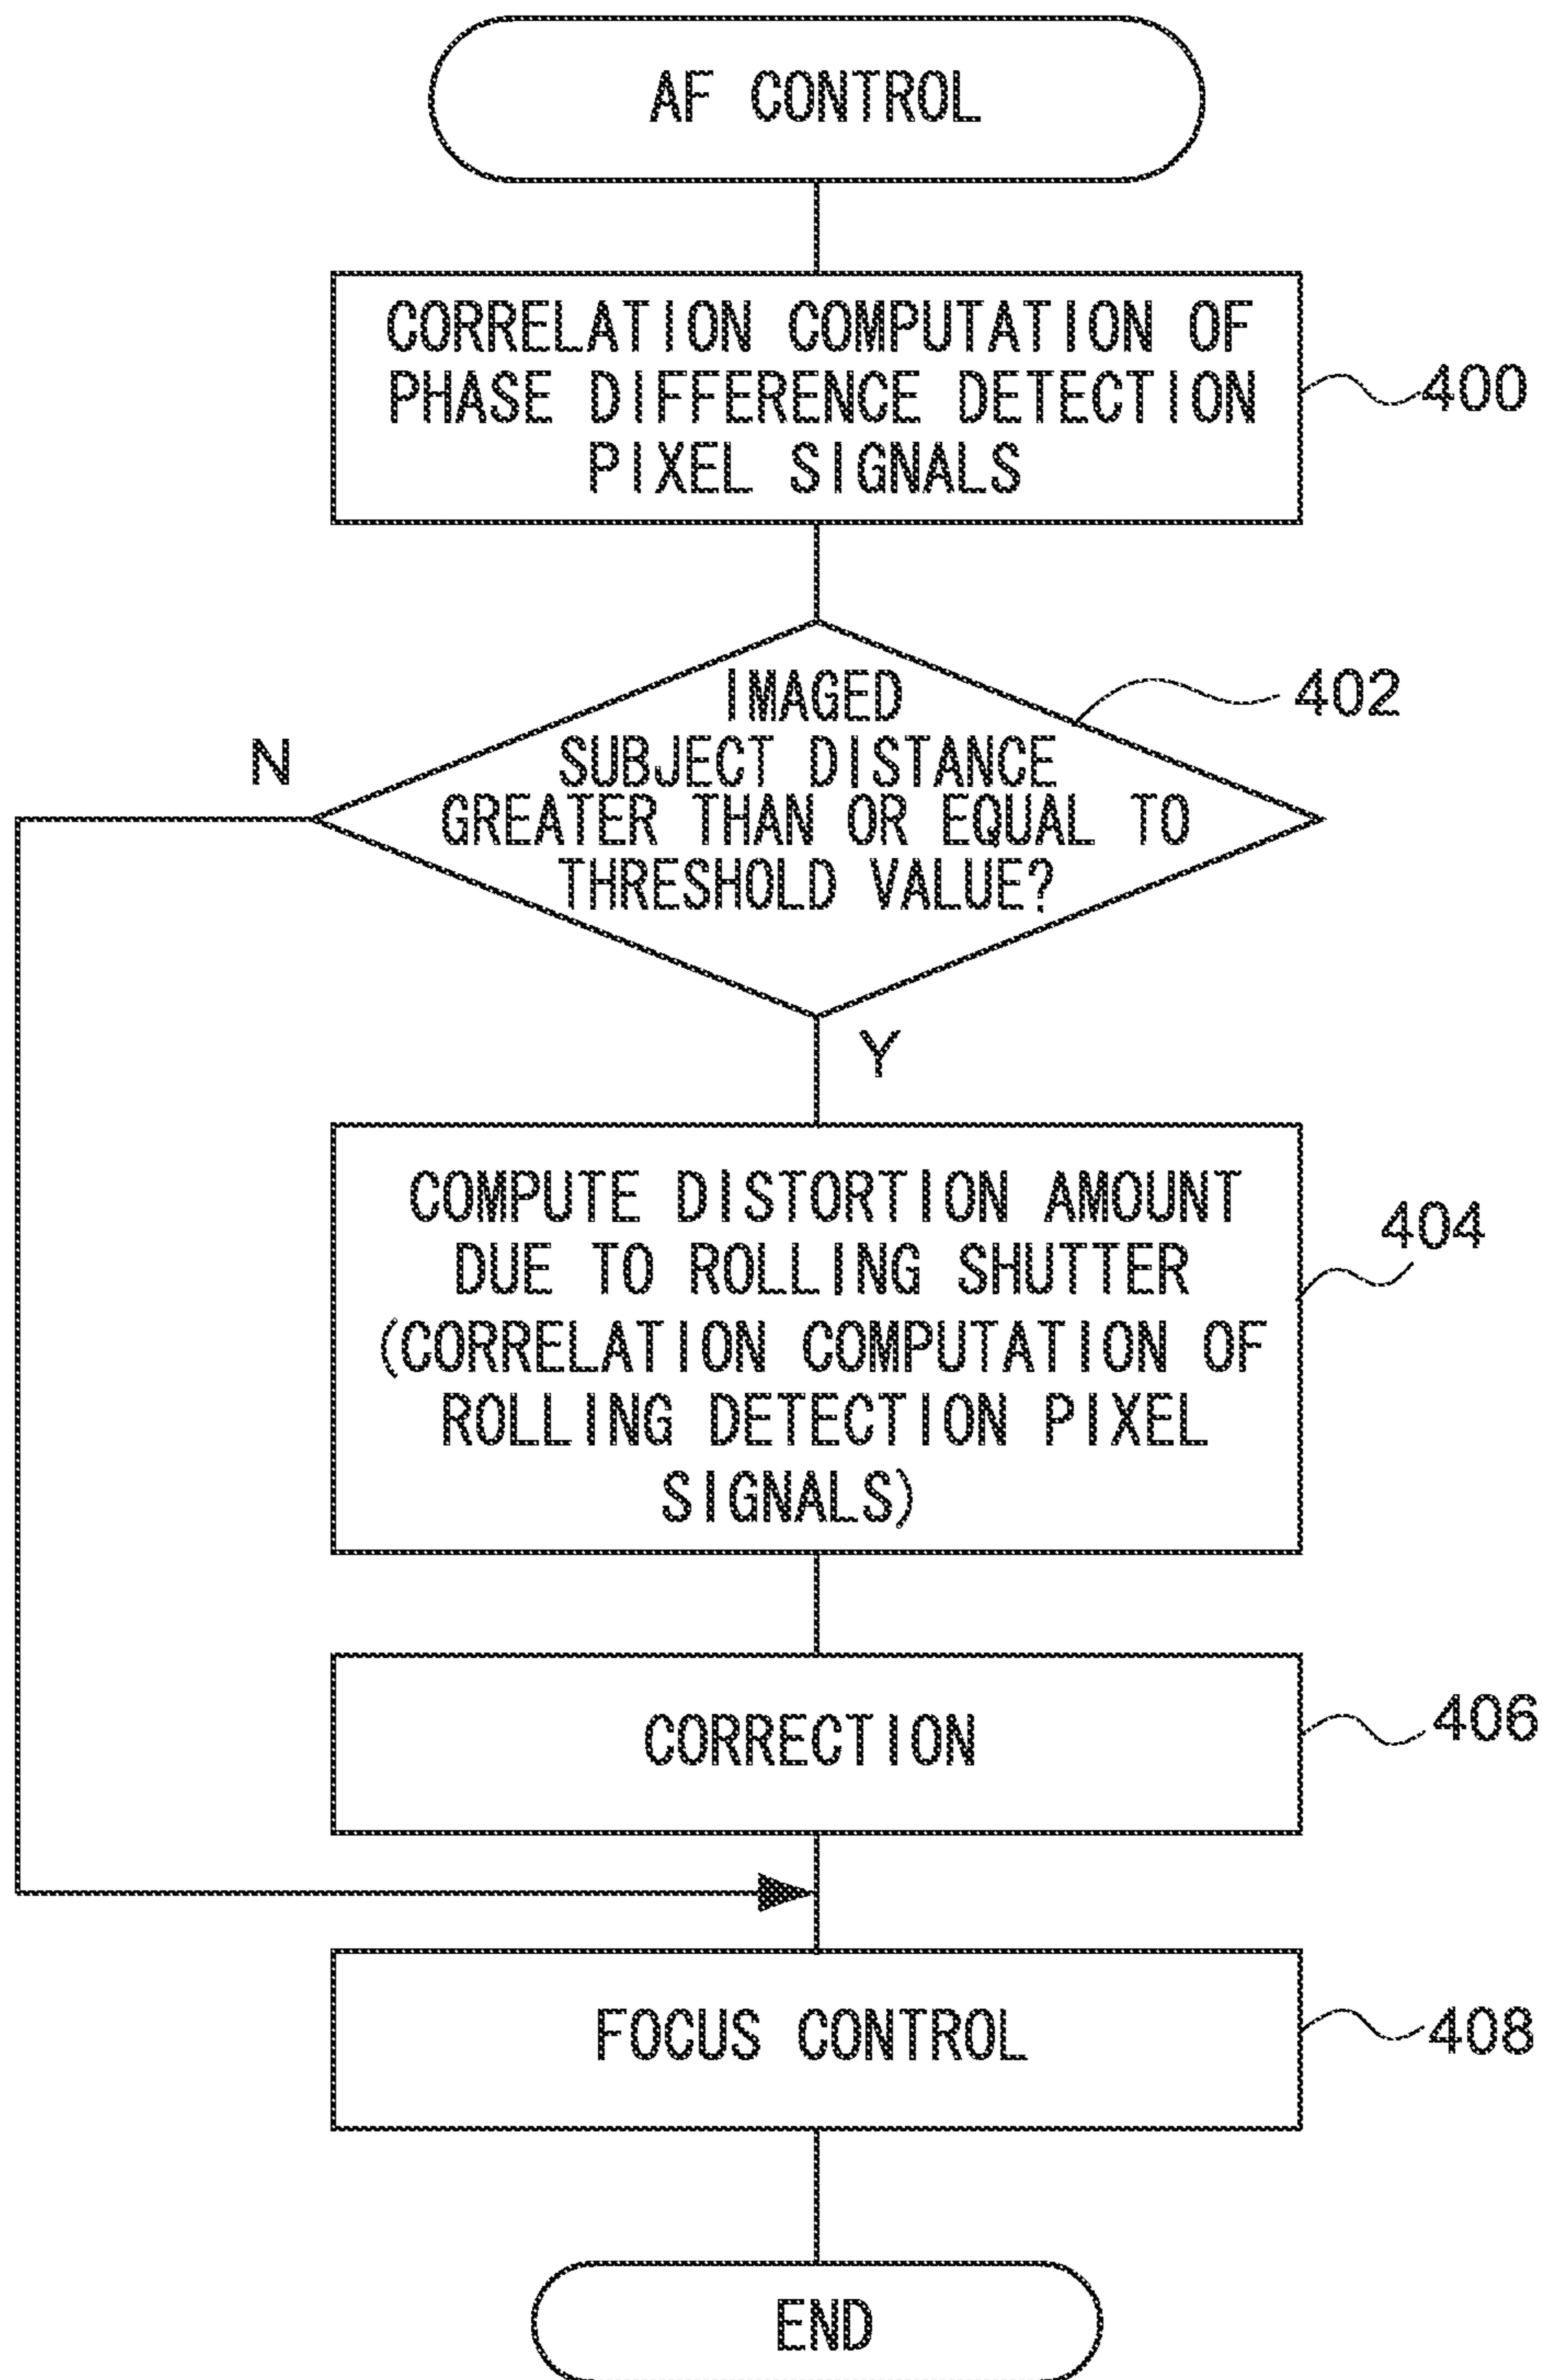 AF CONTROL
CORRELATION COMPUTATION OF
PHASE DIFFERENCE DETECTION
PIXEL SIGNALS
400
IMAGED
SUBJECT DISTANCE
GREATER THAN OR EQUAL TO
THRESHOLD VALUE?
402
N
Y
COMPUTE DISTORTION AMOUNT
DUE TO ROLLING SHUTTER
(CORRELATION COMPUTATION OF
ROLLING DETECTION PIXEL
SIGNALS)
404
CORRECTION
406
FOCUS CONTROL
408
END